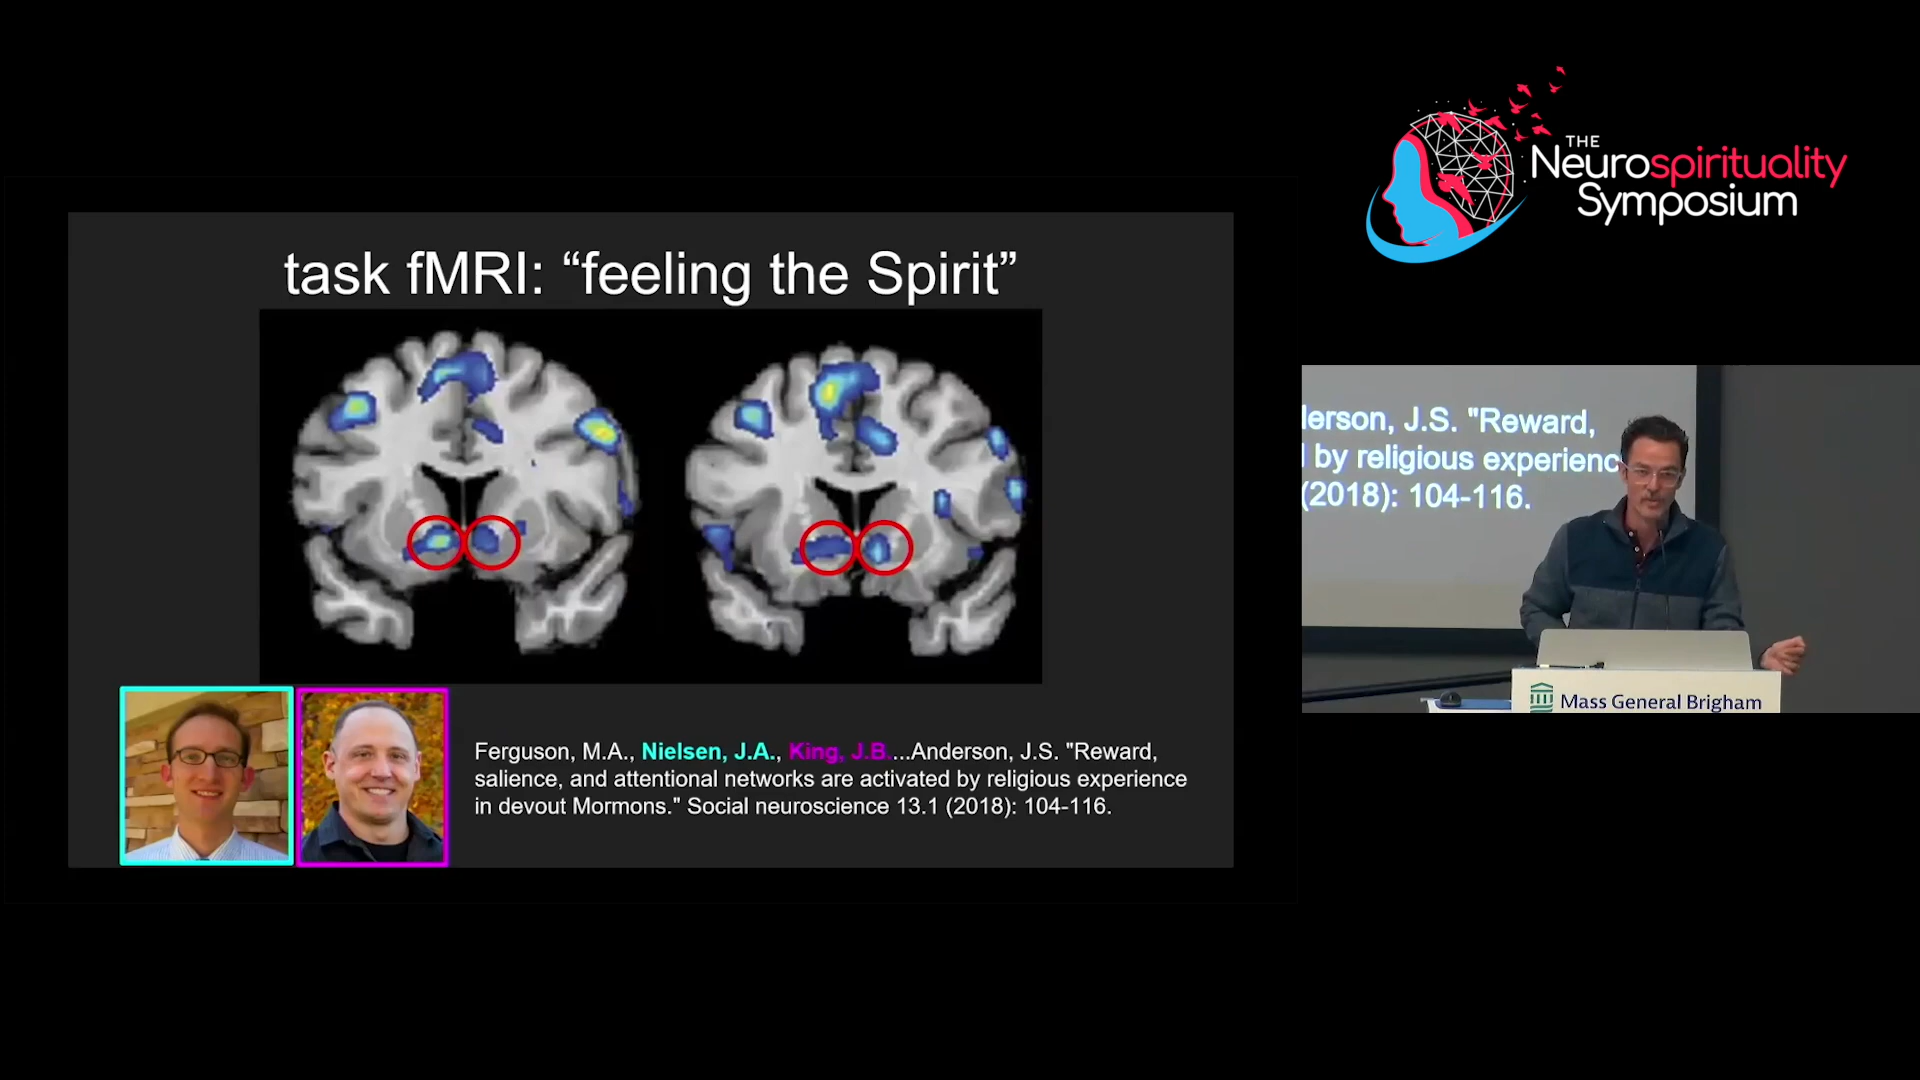 task fMRI: “feeling the Spirit”
Ferguson, M.A., Nielsen, J.A., King, J.B...Anderson, J.S. "Reward,
salience, and attentional networks are activated by religious experience
in devout Mormons." Social neuroscience 13.1 (2018): 104-116.
THE
Neurospirituality
Symposium
derson, J.S. "Reward,
by religious experienc
(2018): 104-116.
Mass General Brigham